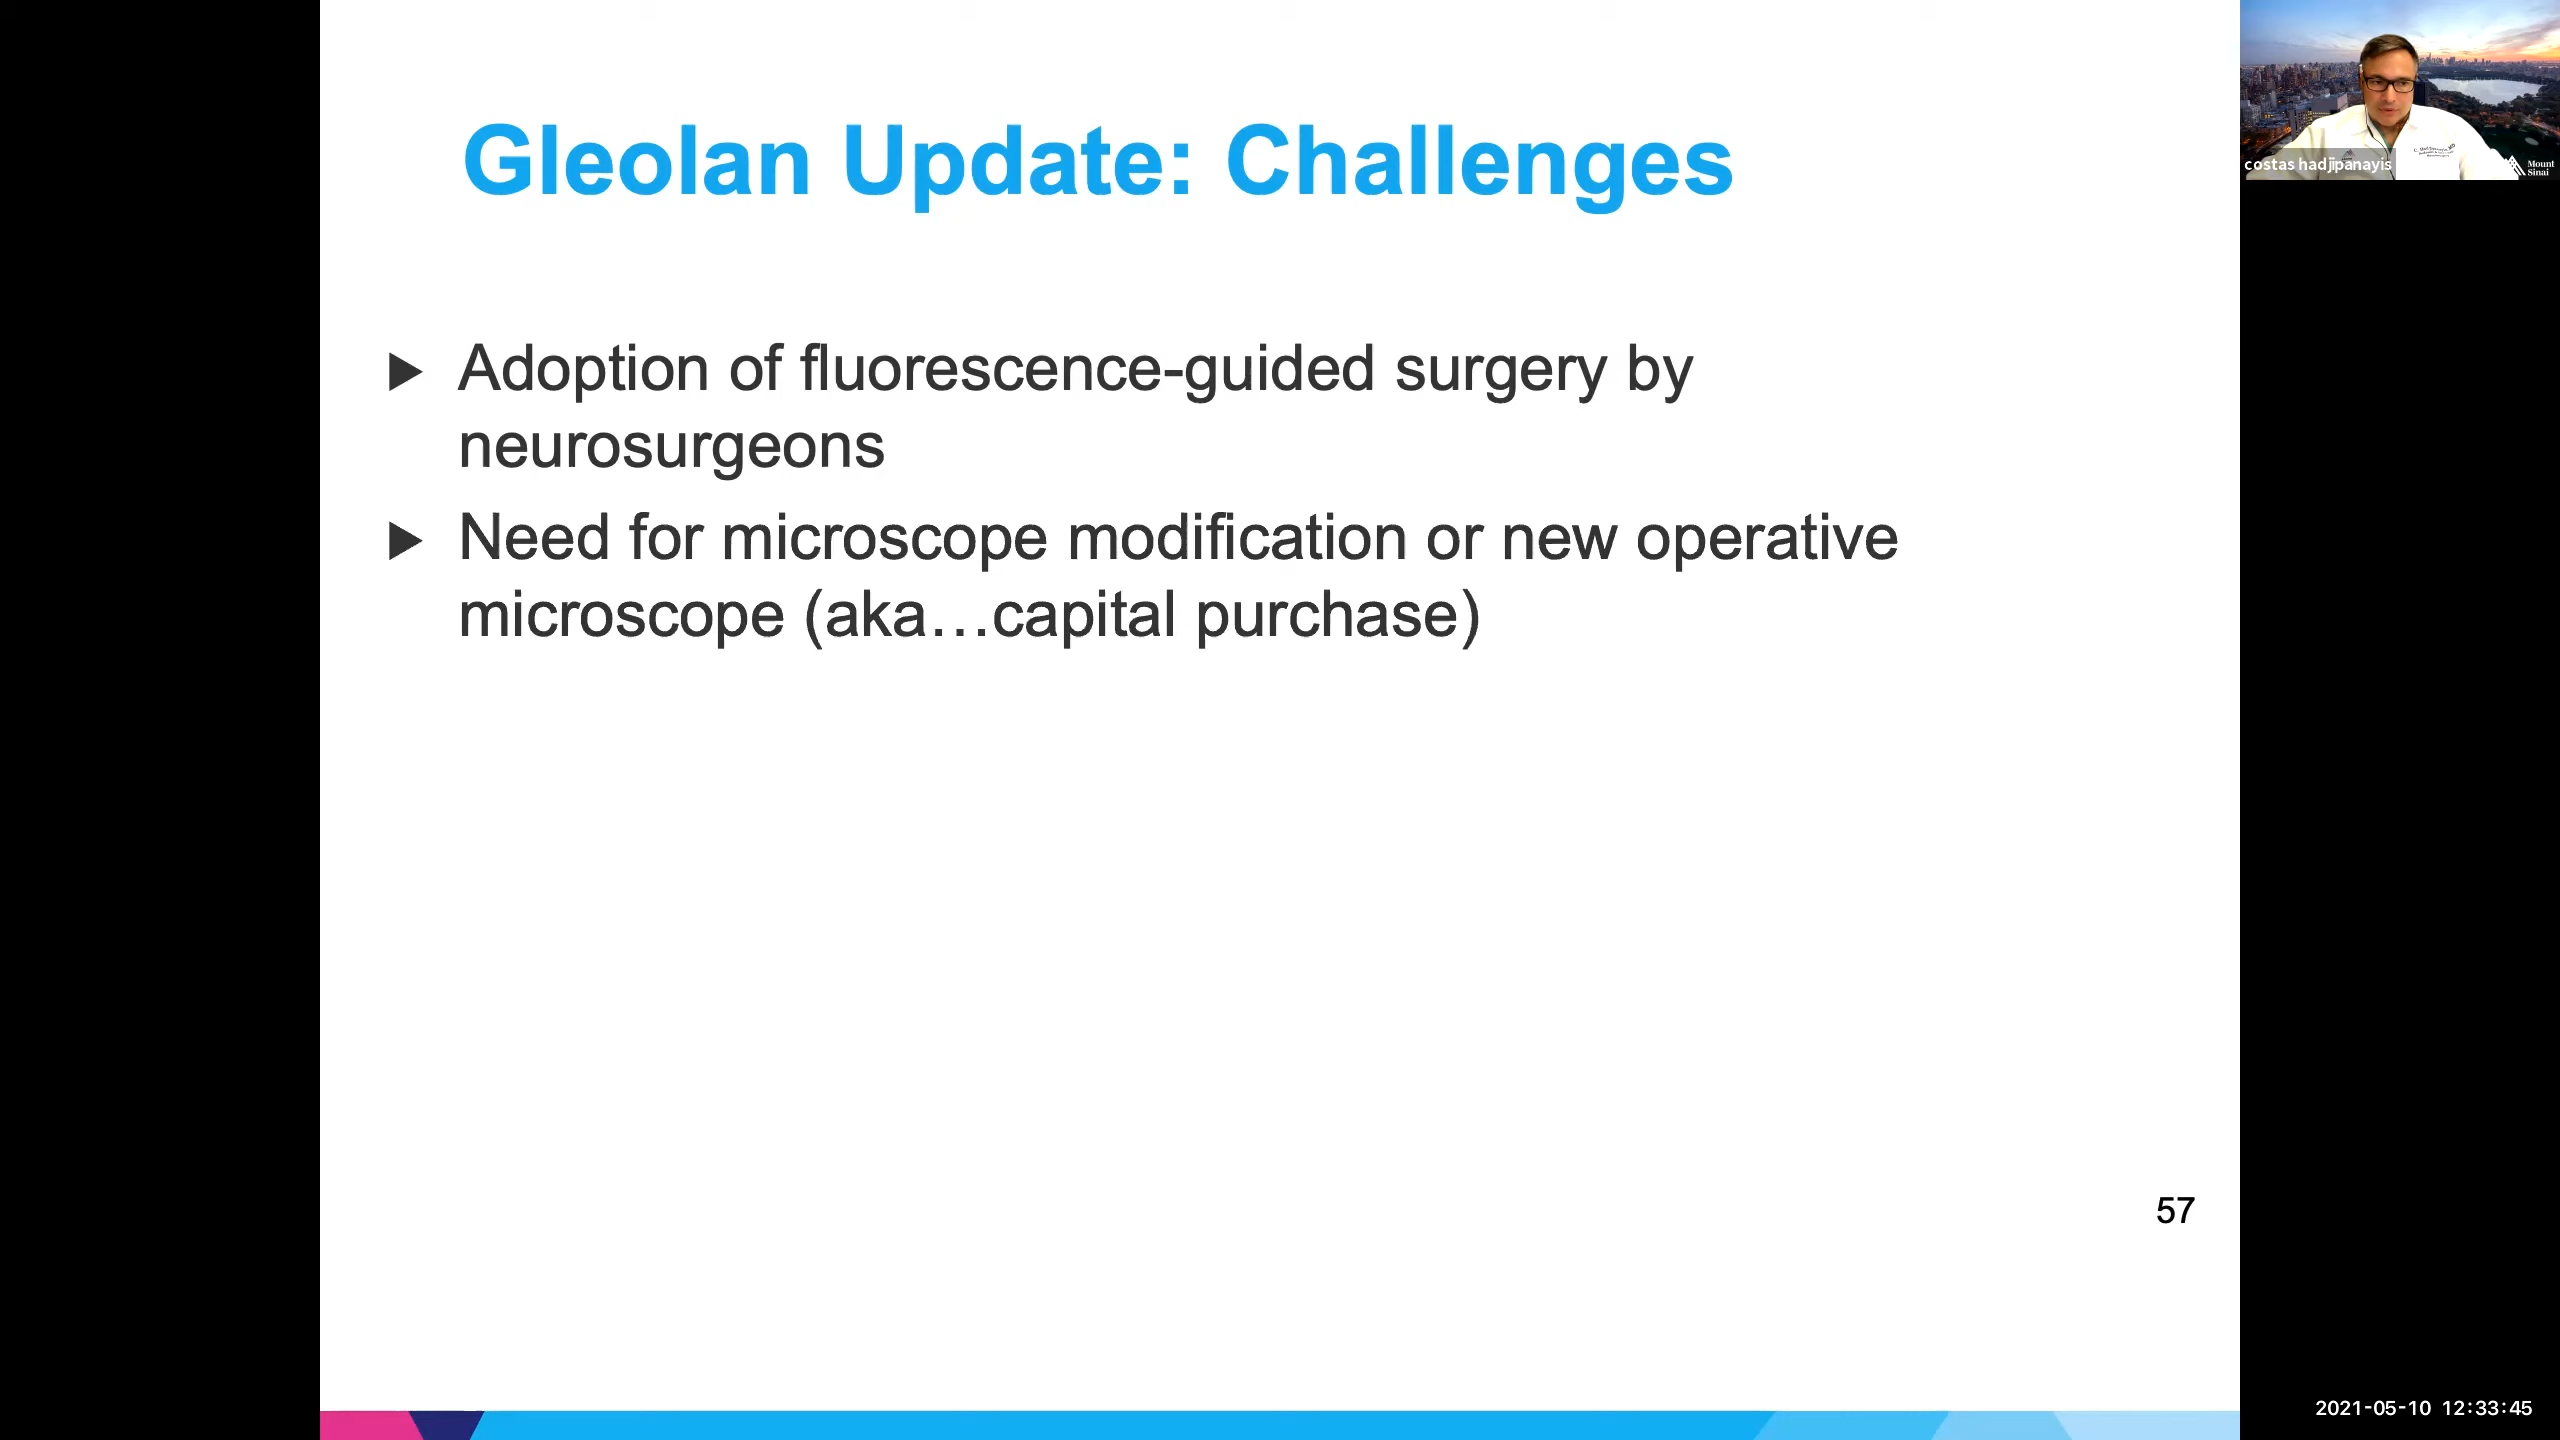 Gleolan Update: Challenges
▶ Adoption of fluorescence-guided surgery by
neurosurgeons
▶ Need for microscope modification or new operative
microscope (aka…capital purchase)
57
costas hadjipanayis
Mount
Sinai
2021-05-10 12:33:45